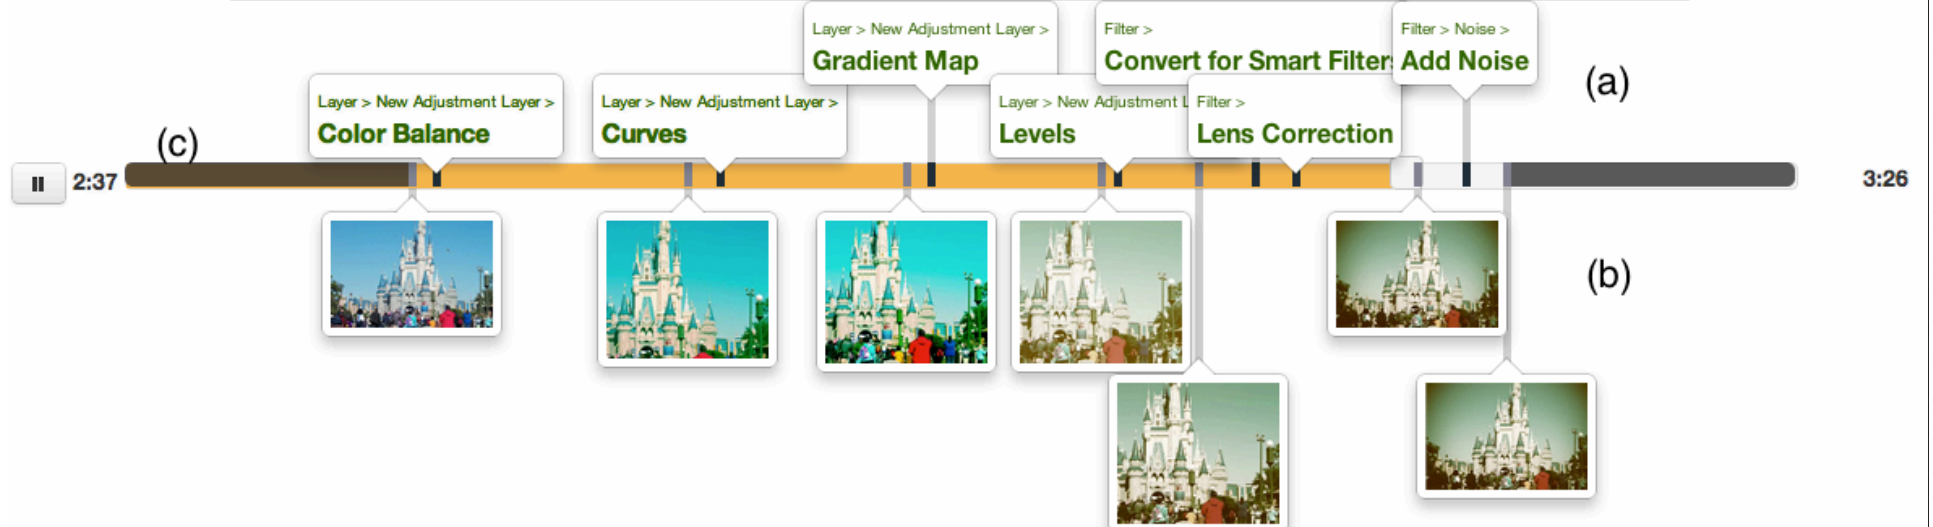 Layer > New Adjustment Layer >
Gradient Map
Filter >
Convert for Smart Filters
Filter > Noise >
Add Noise
(a)
Layer > New Adjustment Layer >
Color Balance
Layer > New Adjustment Layer >
Curves
Layer > New Adjustment L
Levels
Filter >
Lens Correction
(c)
2:37
3:26
(b)